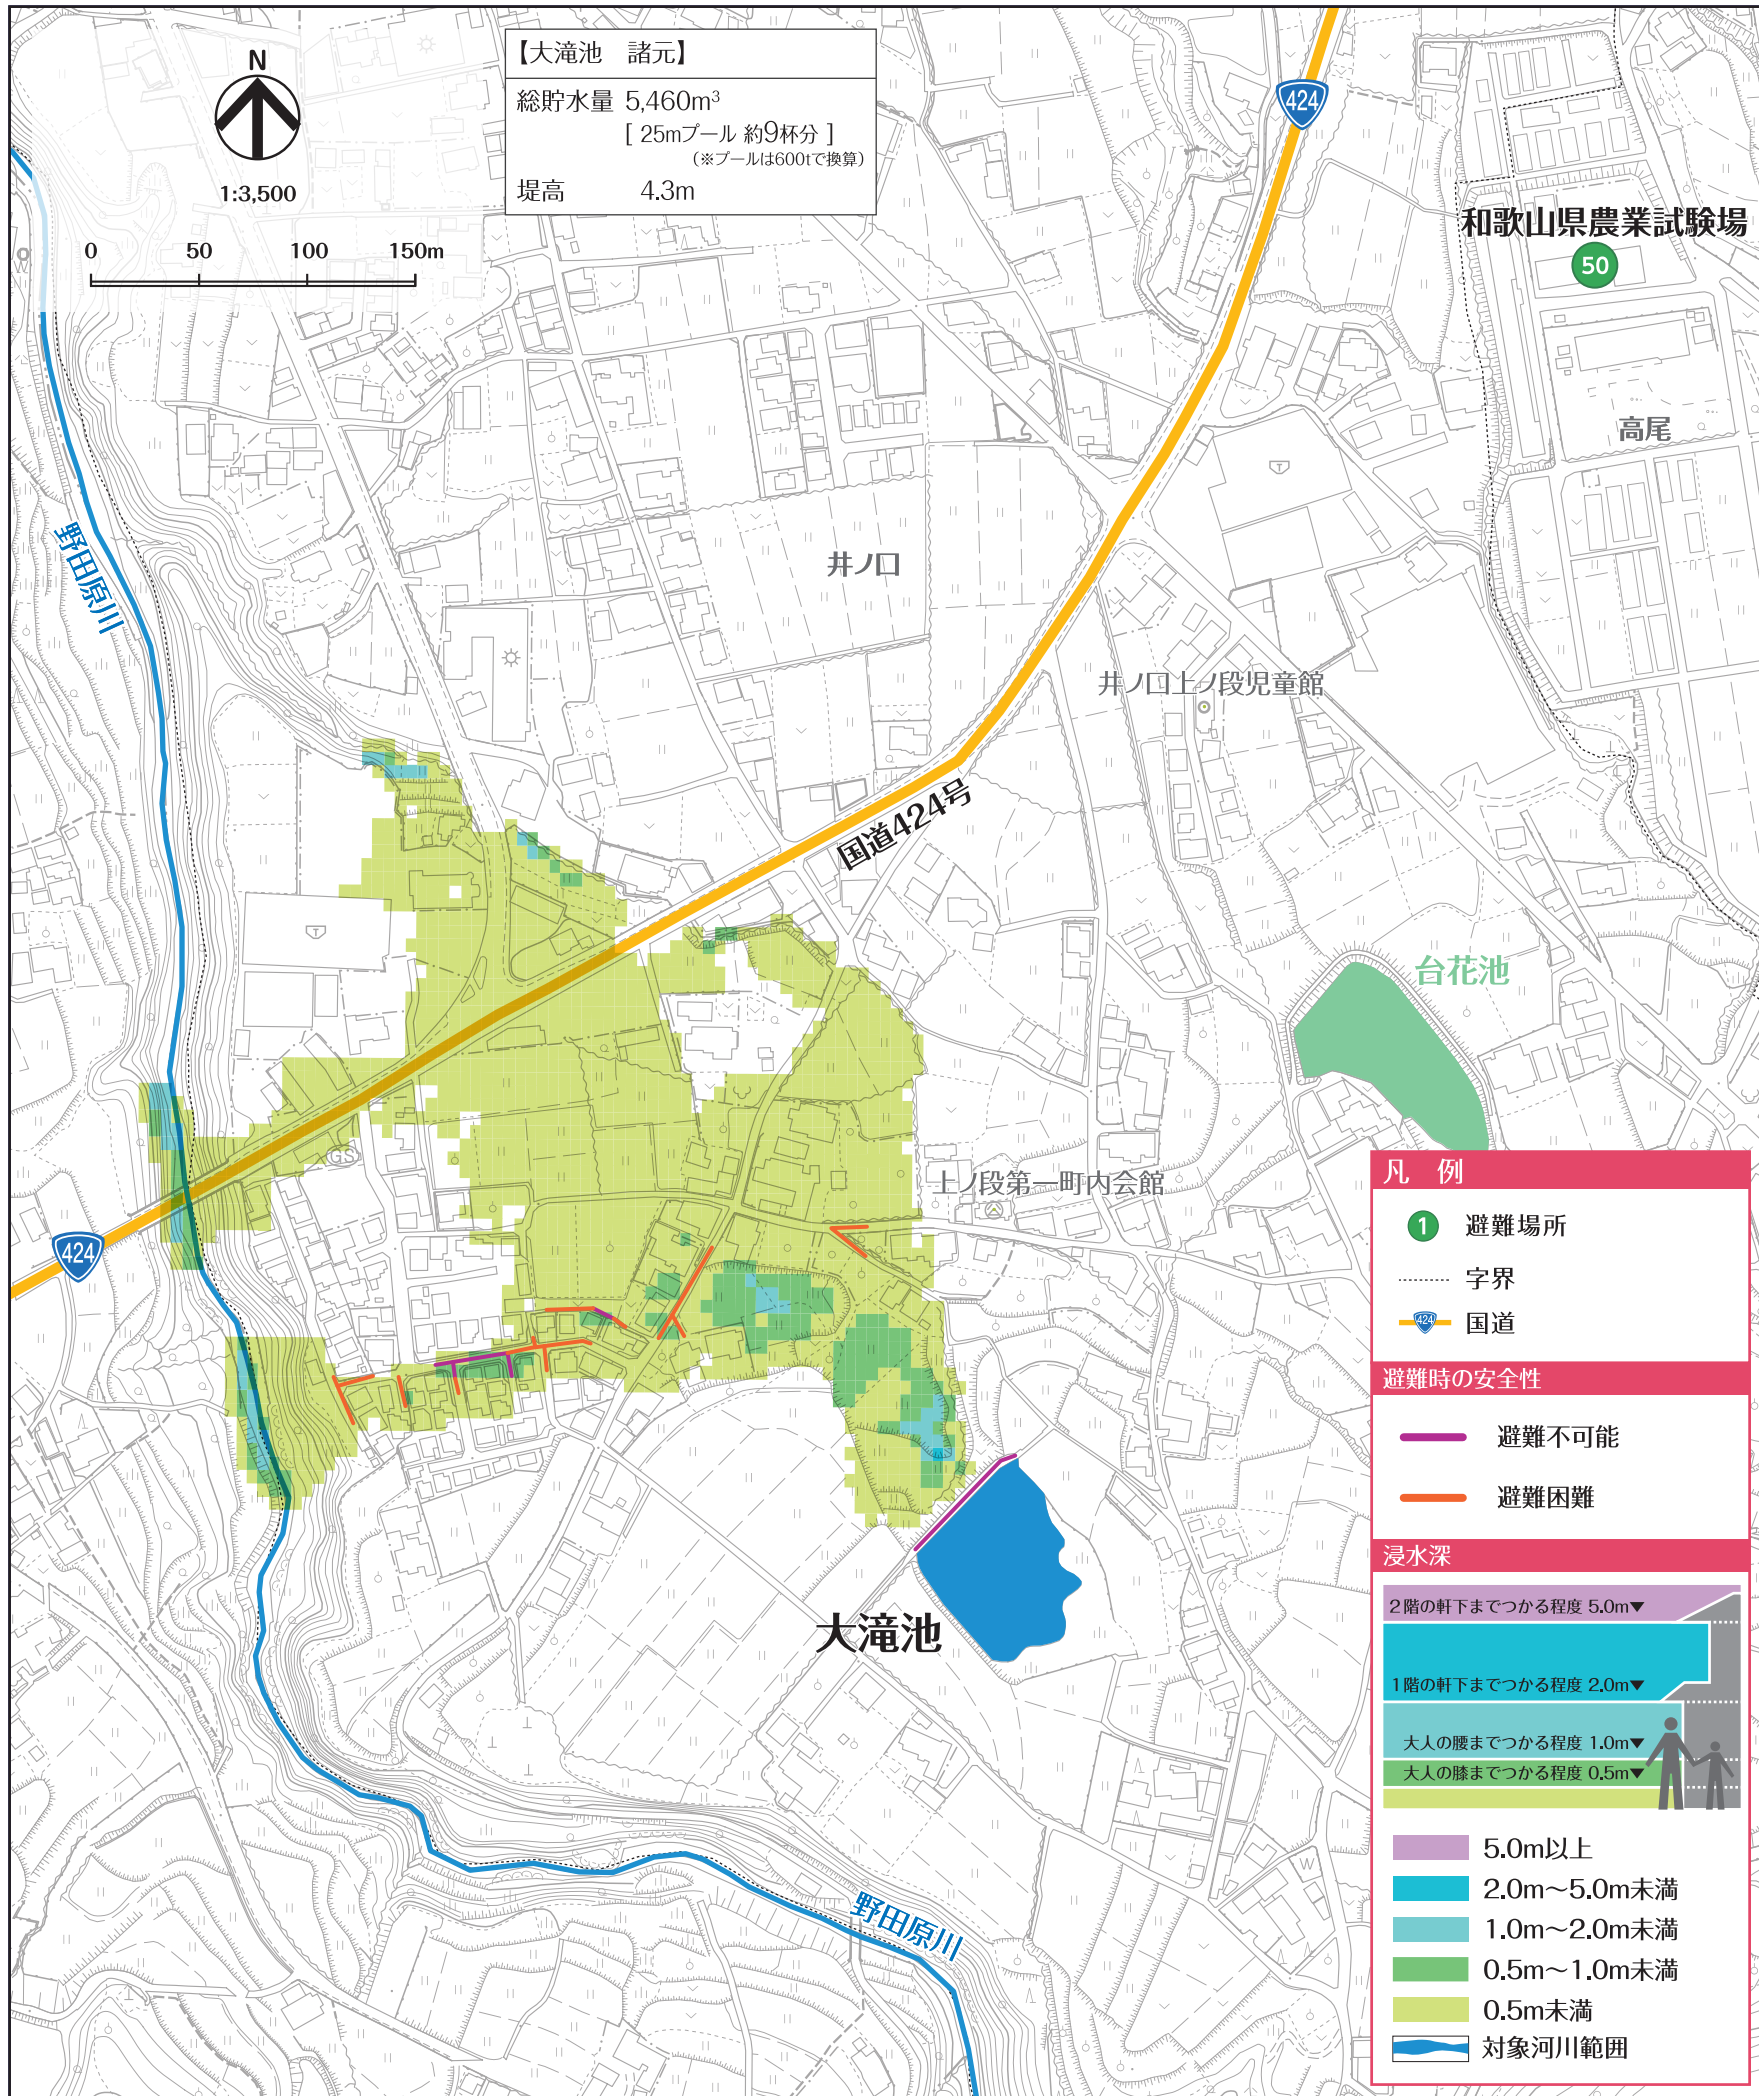 N
1:3,500
0 50 100 150m
【大滝池　諸元】
総貯水量 5,460m³
[ 25mプール 約9杯分 ]
（※プールは600tで換算）
堤高 4.3m
424
和歌山県農業試験場
50
高尾
野田原川
井ノ口
井ノ口上ノ段児童館
国道424号
台花池
GS
上ノ段第一町内会館
424
大滝池
野田原川
W
凡　例
1 避難場所
字界
424 国道
避難時の安全性
避難不可能
避難困難
浸水深
２階の軒下までつかる程度 5.0m▼
１階の軒下までつかる程度 2.0m▼
大人の腰までつかる程度 1.0m▼
大人の膝までつかる程度 0.5m▼
5.0m以上
2.0m～5.0m未満
1.0m～2.0m未満
0.5m～1.0m未満
0.5m未満
対象河川範囲